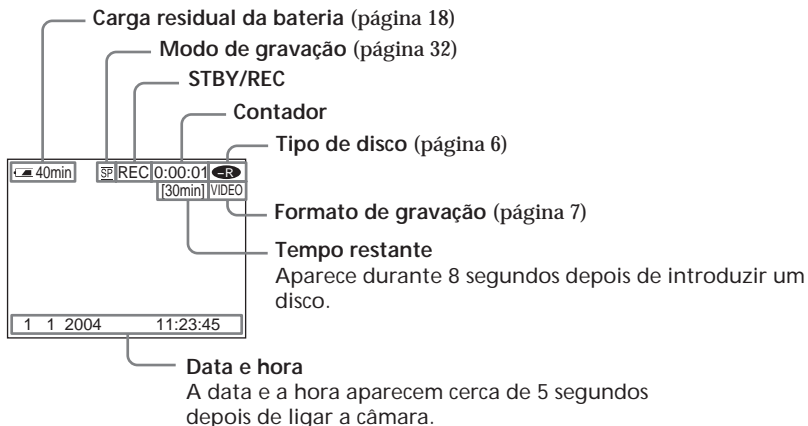 Carga residual da bateria (página 18)
Modo de gravação (página 32)
STBY/REC
Contador
Tipo de disco (página 6)
40min SP REC 0:00:01 -R
[30min] VIDEO
Formato de gravação (página 7)
Tempo restante
Aparece durante 8 segundos depois de introduzir um
disco.
1 1 2004 11:23:45
Data e hora
A data e a hora aparecem cerca de 5 segundos
depois de ligar a câmara.